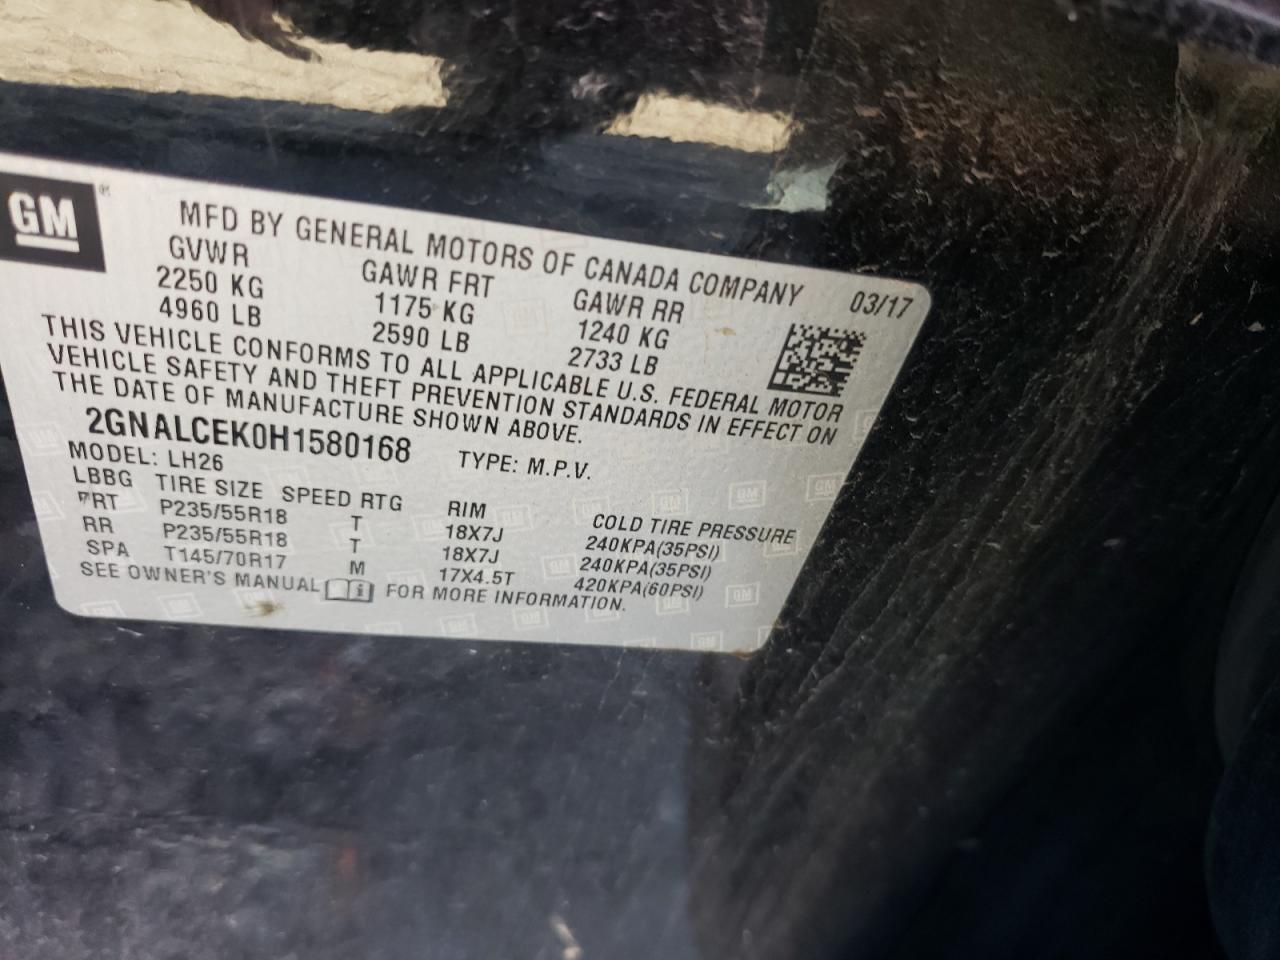 GM®
MFD BY GENERAL MOTORS OF CANADA COMPANY 03/17
GVWR GAWR FRT GAWR RR
2250 KG 1175 KG 1240 KG
4960 LB 2590 LB 2733 LB
THIS VEHICLE CONFORMS TO ALL APPLICABLE U.S. FEDERAL MOTOR
VEHICLE SAFETY AND THEFT PREVENTION STANDARDS IN EFFECT ON
THE DATE OF MANUFACTURE SHOWN ABOVE.
2GNALCEK0H1580168 TYPE: M.P.V.
MODEL: LH26
LBBG TIRE SIZE SPEED RTG RIM COLD TIRE PRESSURE
FRT P235/55R18 T 18X7J 240KPA(35PSI)
RR P235/55R18 T 18X7J 240KPA(35PSI)
SPA T145/70R17 M 17X4.5T 420KPA(60PSI)
SEE OWNER'S MANUAL FOR MORE INFORMATION.